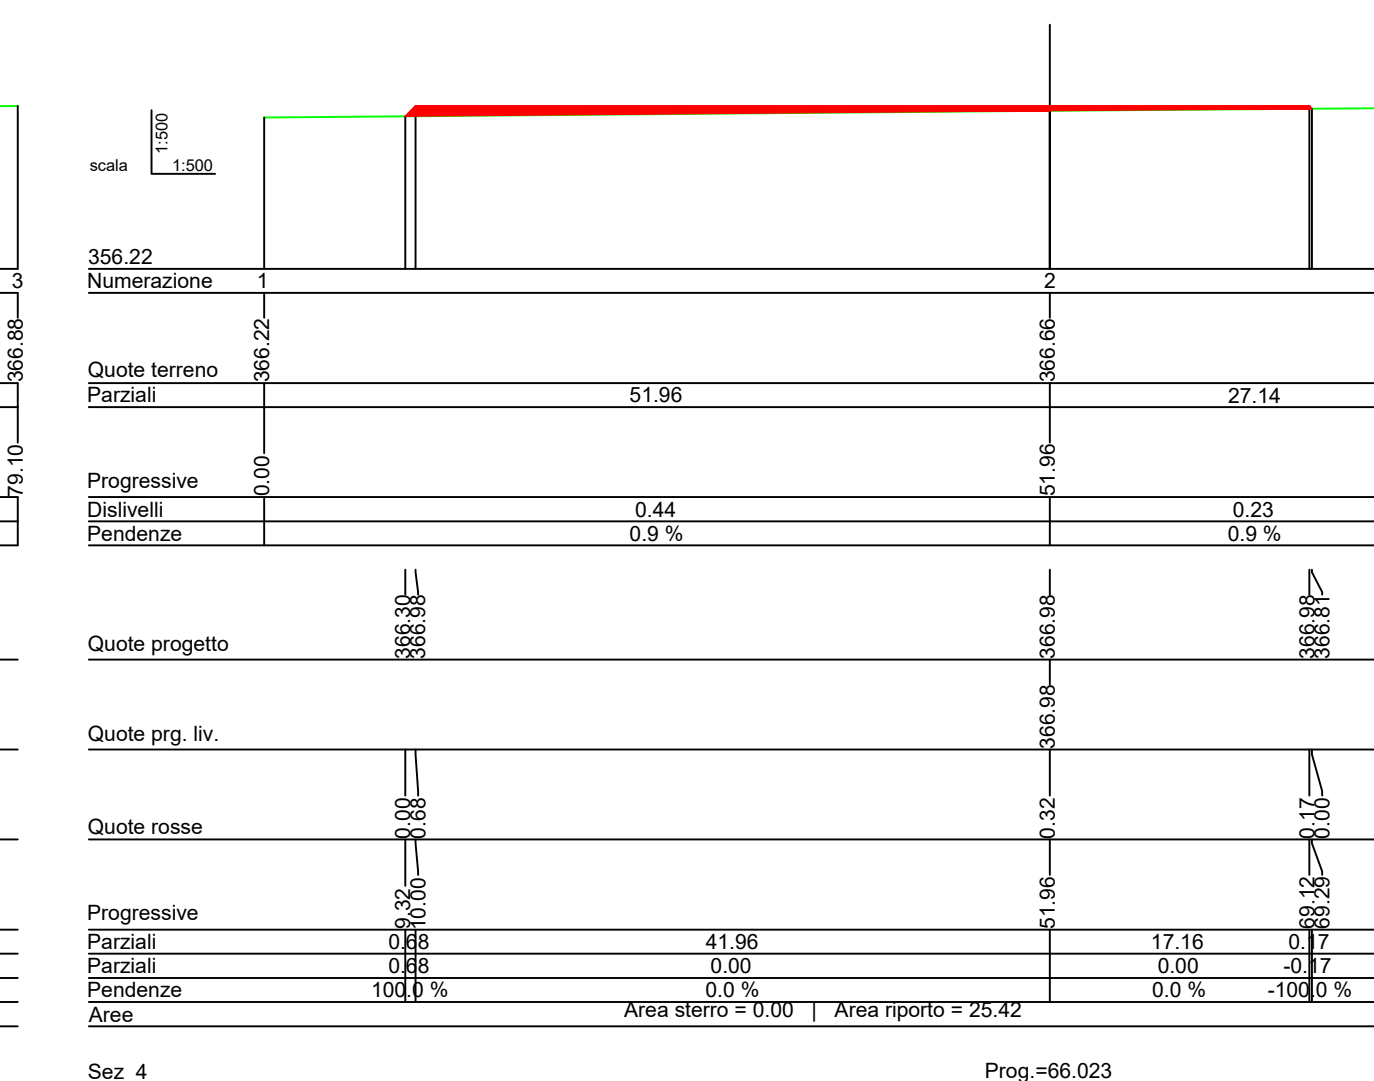 1:500
scala 1:500
356.22
3 Numerazione 1 2
366.88 Quote terreno 366.22 366.66
Parziali 51.96 27.14
79.10 Progressive 0.00 51.96
Dislivelli 0.44 0.23
Pendenze 0.9 % 0.9 %
Quote progetto 366.30 366.98 366.98 366.98 366.81
Quote prg. liv. 366.98
Quote rosse 0.00 0.68 0.32 0.17 0.00
Progressive 9.32 10.00 51.96 69.12 69.29
Parziali 0.68 41.96 17.16 0.17
Parziali 0.68 0.00 0.00 -0.17
Pendenze 100.0 % 0.0 % 0.0 % -100.0 %
Aree Area sterro = 0.00 | Area riporto = 25.42
Sez 4 Prog.=66.023